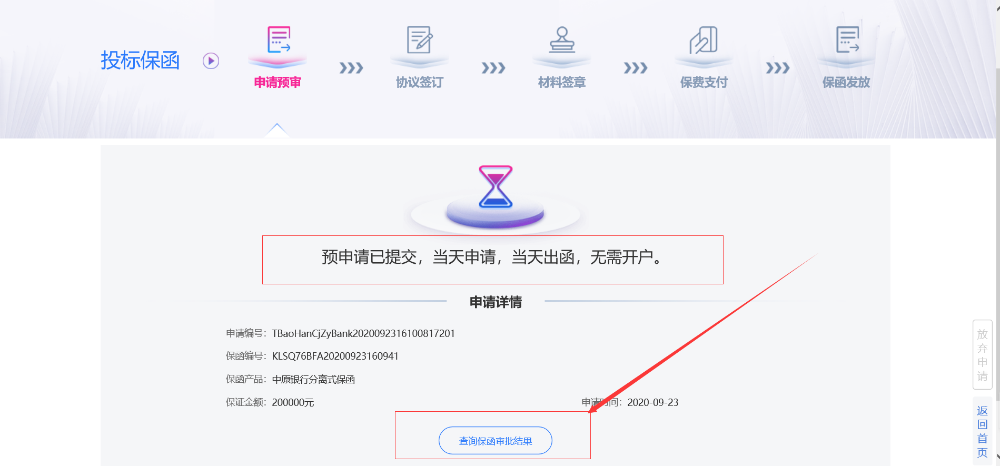 投标保函
申请预审
协议签订
材料签章
保费支付
保函发放
预申请已提交，当天申请，当天出函，无需开户。
申请详情
申请编号：TBaoHanCjZyBank2020092316100817201
保函编号：KLSQ76BFA20200923160941
保函产品：中原银行分离式保函
保证金额：200000元
申请时间：2020-09-23
查询保函审批结果
放弃申请
返回首页